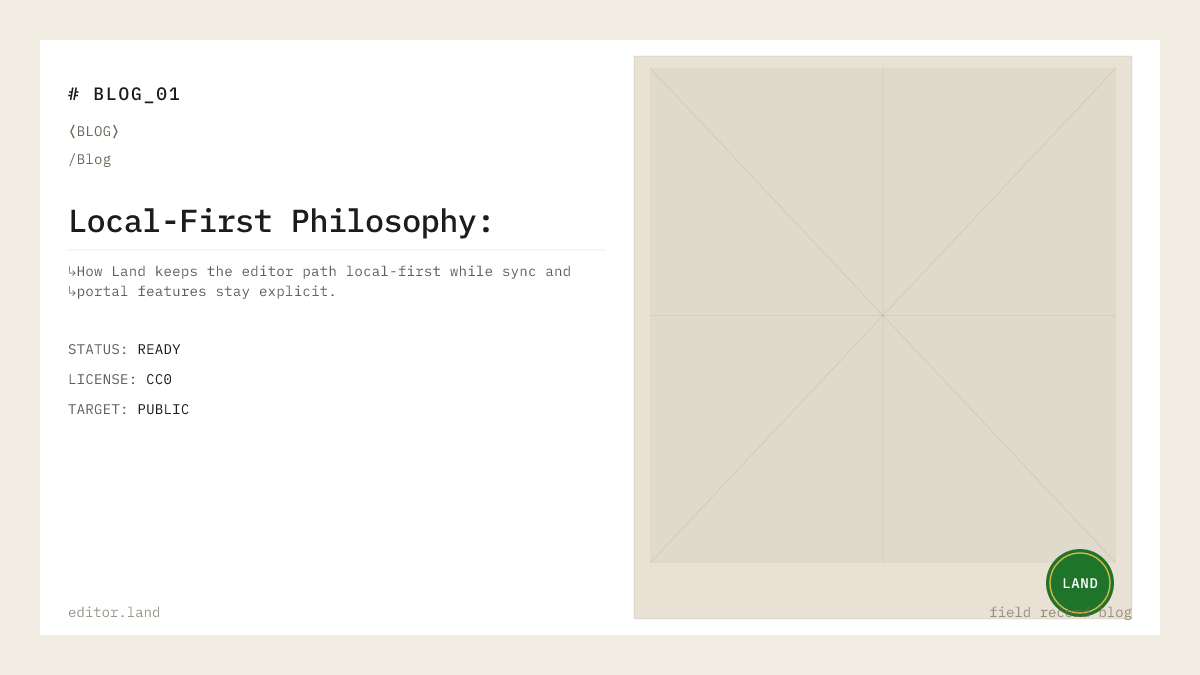 # BLOG_01
⟨BLOG⟩
/Blog
Local-First Philosophy:
↳How Land keeps the editor path local-first while sync and
↳portal features stay explicit.
STATUS: READY
LICENSE: CC0
TARGET: PUBLIC
LAND
editor.land
field record blog